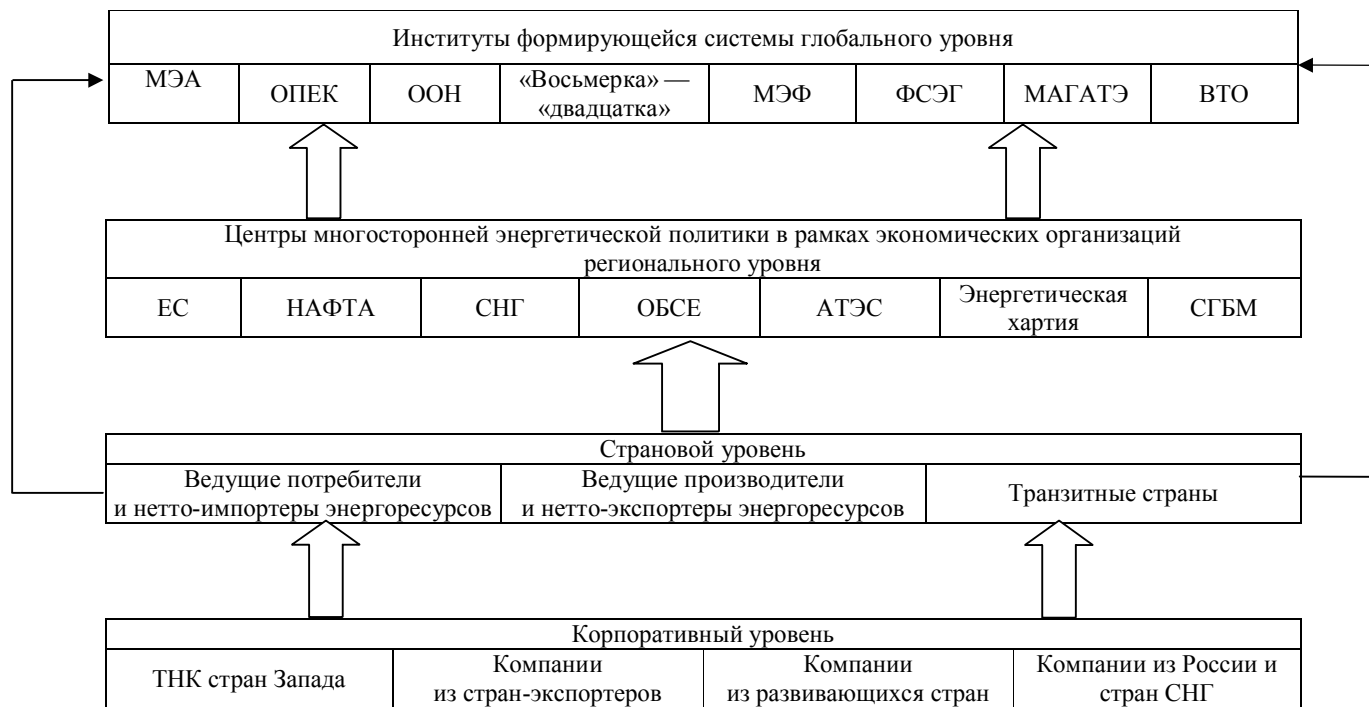 Институты формирующейся системы глобального уровня
МЭА
ОПЕК
ООН
«Восьмерка» —
«двадцатка»
МЭФ
ФСЭГ
МАГАТЭ
ВТО
Центры многосторонней энергетической политики в рамках экономических организаций
регионального уровня
ЕС
НАФТА
СНГ
ОБСЕ
АТЭС
Энергетическая
хартия
СГБМ
Страновой уровень
Ведущие потребители
и нетто-импортеры энергоресурсов
Ведущие производители
и нетто-экспортеры энергоресурсов
Транзитные страны
Корпоративный уровень
ТНК стран Запада
Компании
из стран-экспортеров
Компании
из развивающихся стран
Компании из России и
стран СНГ